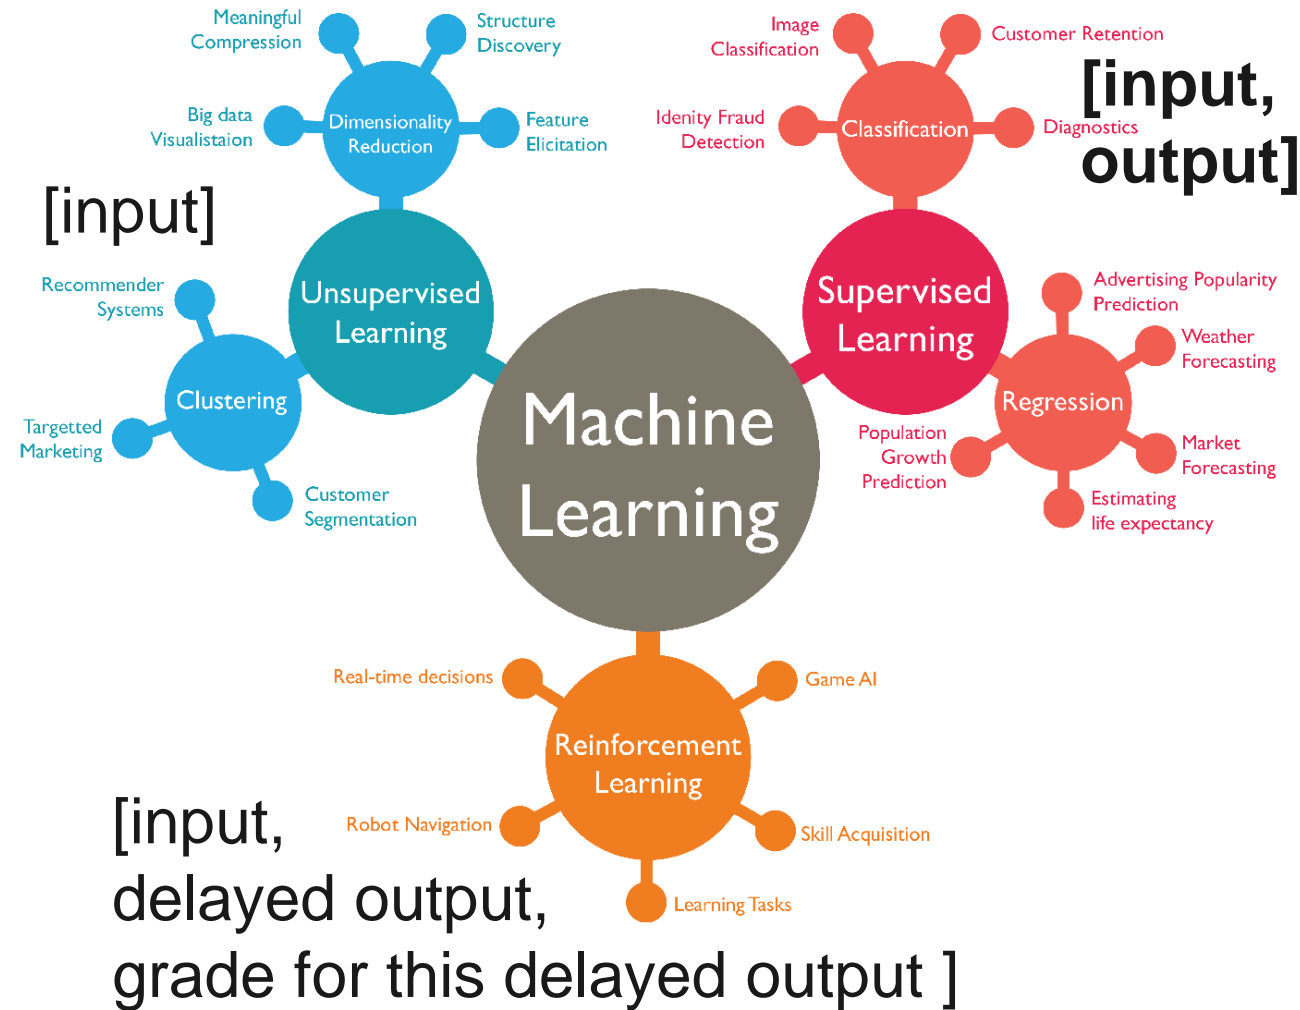 Meaningful
Compression
Structure
Discovery
Big data
Visualistaion
Dimensionality
Reduction
Feature
Elicitation
[input]
Recommender
Systems
Unsupervised
Learning
Clustering
Targetted
Marketing
Customer
Segmentation
Image
Classification
Customer Retention
[input,
output]
Idenity Fraud
Detection
Classification
Diagnostics
Supervised
Learning
Advertising Popularity
Prediction
Weather
Forecasting
Regression
Population
Growth
Prediction
Market
Forecasting
Estimating
life expectancy
Machine
Learning
Real-time decisions
Game AI
Reinforcement
Learning
Robot Navigation
Skill Acquisition
Learning Tasks
[input,
delayed output,
grade for this delayed output ]